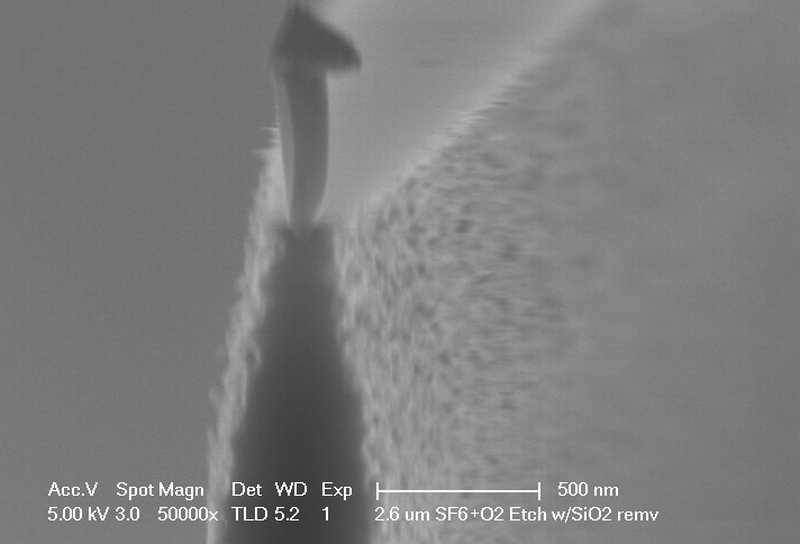 Acc.V Spot Magn Det WD Exp 500 nm
5.00 kV 3.0 50000x TLD 5.2 1 2.6 um SF6+O2 Etch w/SiO2 remv